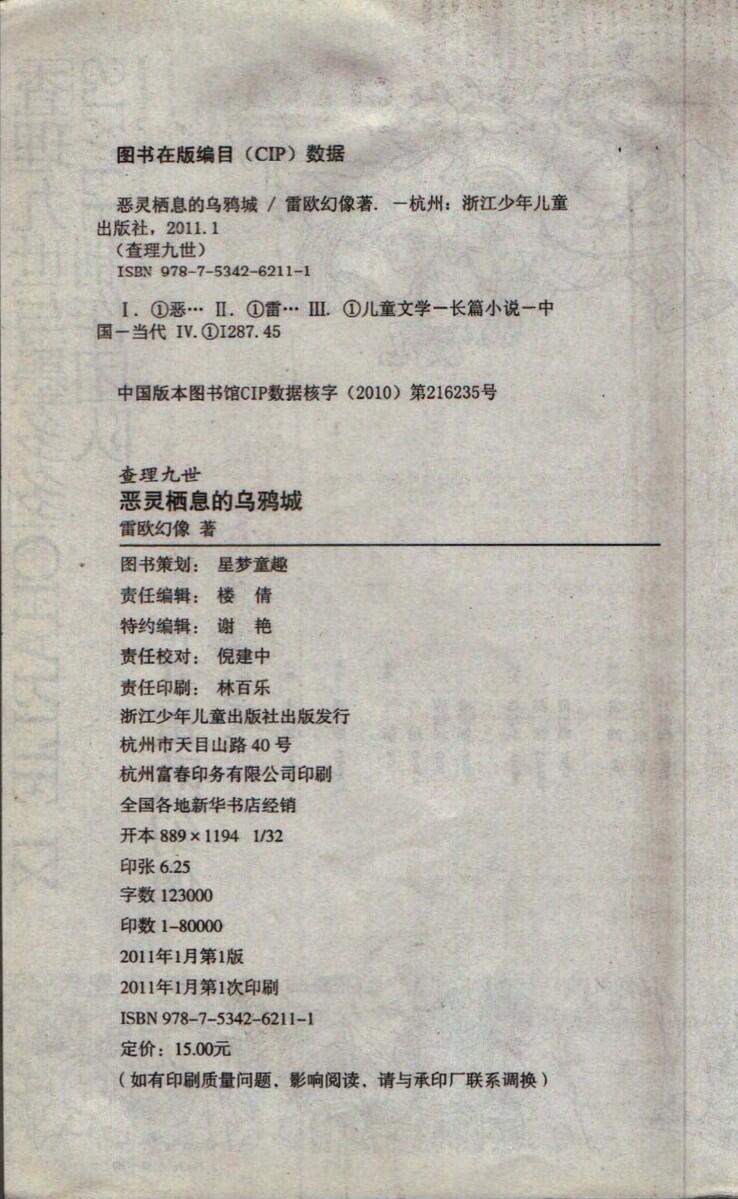 图书在版编目（CIP）数据
恶灵栖息的乌鸦城 / 雷欧幻像著. —杭州：浙江少年儿童
出版社，2011.1
（查理九世）
ISBN 978-7-5342-6211-1
Ⅰ. ①恶… Ⅱ. ①雷… Ⅲ. ①儿童文学—长篇小说—中
国—当代 Ⅳ.①I287.45
中国版本图书馆CIP数据核字（2010）第216235号
查理九世
恶灵栖息的乌鸦城
雷欧幻像 著
图书策划： 星梦童趣
责任编辑： 楼 倩
特约编辑： 谢 艳
责任校对： 倪建中
责任印刷： 林百乐
浙江少年儿童出版社出版发行
杭州市天目山路 40 号
杭州富春印务有限公司印刷
全国各地新华书店经销
开本 889×1194 1/32
印张 6.25
字数 123000
印数 1-80000
2011年1月第1版
2011年1月第1次印刷
ISBN 978-7-5342-6211-1
定价： 15.00元
（如有印刷质量问题，影响阅读，请与承印厂联系调换）